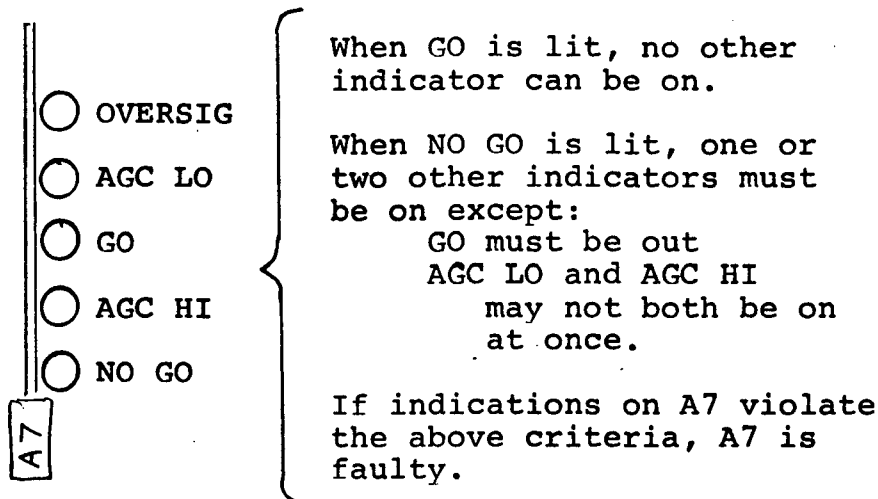 OVERSIG
AGC LO
GO
AGC HI
NO GO
A7
When GO is lit, no other
indicator can be on.
When NO GO is lit, one or
two other indicators must
be on except:
GO must be out
AGC LO and AGC HI
may not both be on
at once.
If indications on A7 violate
the above criteria, A7 is
faulty.